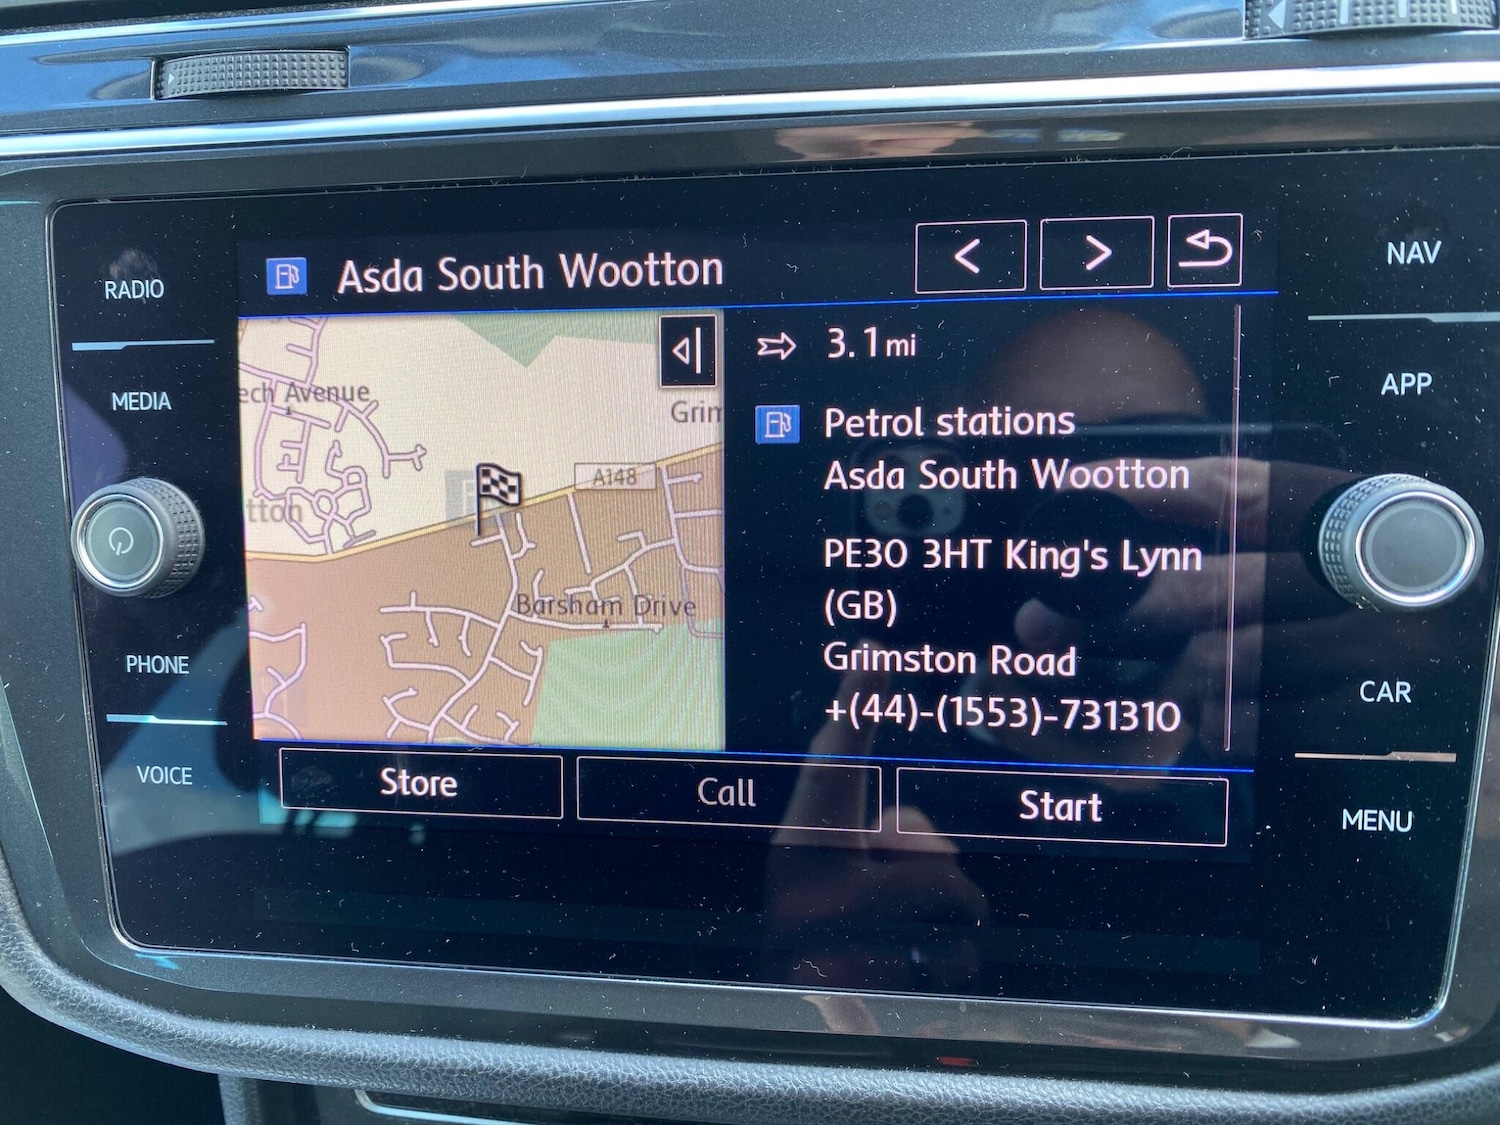 RADIO
MEDIA
PHONE
VOICE
Asda South Wootton
< >
ech Avenue
Grim
A148
tton
Barsham Drive
3.1 mi
Petrol stations
Asda South Wootton
PE30 3HT King's Lynn
(GB)
Grimston Road
+(44)-(1553)-731310
Store
Call
Start
NAV
APP
CAR
MENU